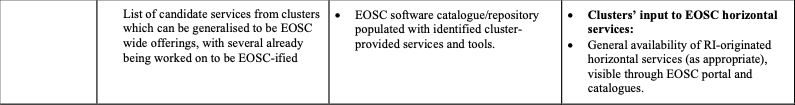 List of candidate services from clusters
which can be generalised to be EOSC
wide offerings, with several already
being worked on to be EOSC-ified
• EOSC software catalogue/repository
populated with identified cluster-
provided services and tools.
• Clusters' input to EOSC horizontal
services:
• General availability of RI-originated
horizontal services (as appropriate),
visible through EOSC portal and
catalogues.